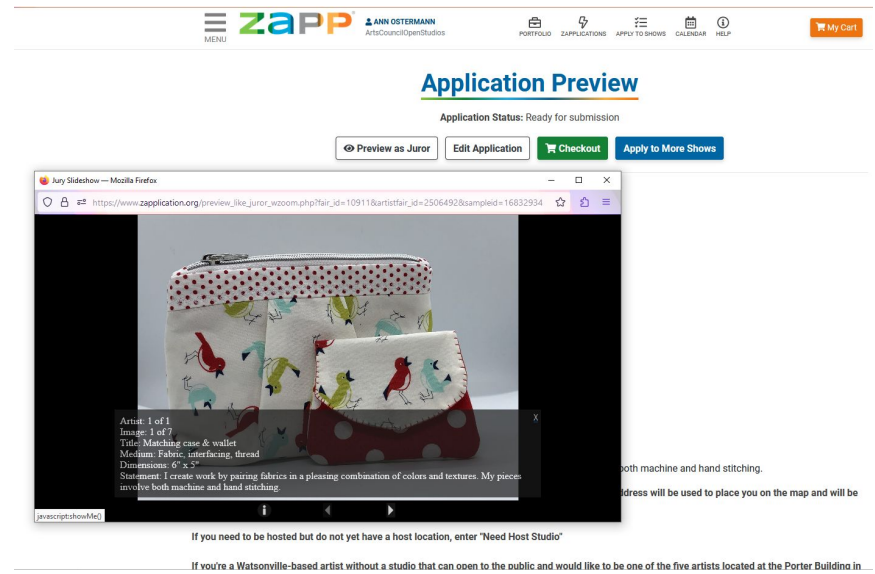 MENU
ZAPP
ANN OSTERMANN
ArtsCouncilOpenStudios
PORTFOLIO
ZAPPLICATIONS
APPLY TO SHOWS
CALENDAR
HELP
My Cart
Application Preview
Application Status: Ready for submission
Preview as Juror
Edit Application
Checkout
Apply to More Shows
Jury Slideshow — Mozilla Firefox
https://www.zapplication.org/preview_like_juror_wzoom.php?fair_id=10911&artistfair_id=2506492&sampleid=16832934
X
Artist: 1 of 1
Image: 1 of 7
Title: Matching case & wallet
Medium: Fabric, interfacing, thread
Dimensions: 6" x 5"
Statement: I create work by pairing fabrics in a pleasing combination of colors and textures. My pieces
involve both machine and hand stitching.
both machine and hand stitching.
ddress will be used to place you on the map and will be
javascript:showMe()
If you need to be hosted but do not yet have a host location, enter "Need Host Studio"
If you're a Watsonville-based artist without a studio that can open to the public and would like to be one of the five artists located at the Porter Building in